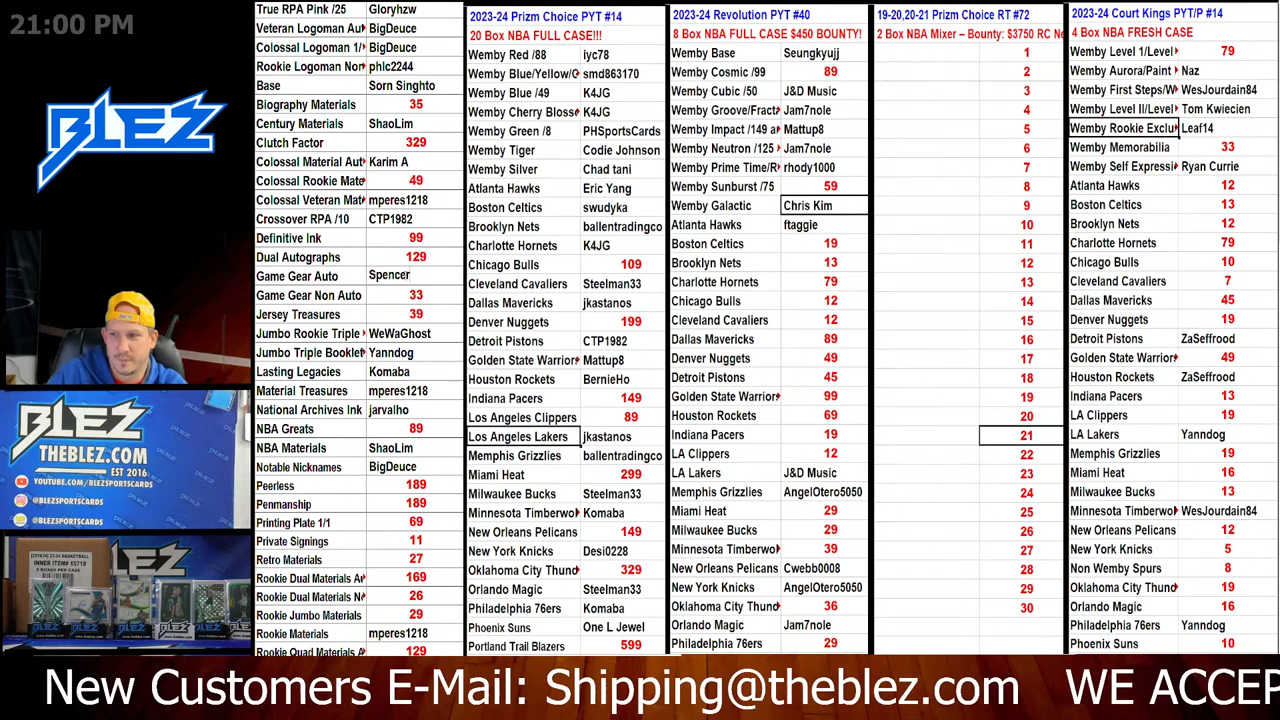 21:00 PM
BLEZ
BLEZ
THEBLEZ.COM
EST 2016
YOUTUBE.COM/BLEZSPORTSCARDS
@BLEZSPORTSCARDS
@BLEZSPORTSCARDS
INNER ITEM# 15718
True RPA Pink /25 Gloryhzw
Veteran Logoman Au BigDeuce
Colossal Logoman 1/ BigDeuce
Rookie Logoman Nor phlc2244
Base Sorn Singhto
Biography Materials 35
Century Materials ShaoLim
Clutch Factor 329
Colossal Material Aut Karim A
Colossal Rookie Mate 49
Colossal Veteran Mat mperes1218
Crossover RPA /10 CTP1982
Definitive Ink 99
Dual Autographs 129
Game Gear Auto Spencer
Game Gear Non Auto 33
Jersey Treasures 39
Jumbo Rookie Triple WeWaGhost
Jumbo Triple Booklet Yanndog
Lasting Legacies Komaba
Material Treasures mperes1218
National Archives Ink jarvalho
NBA Greats 89
NBA Materials ShaoLim
Notable Nicknames BigDeuce
Peerless 189
Penmanship 189
Printing Plate 1/1 69
Private Signings 11
Retro Materials 27
Rookie Dual Materials Au 169
Rookie Dual Materials N 26
Rookie Jumbo Materials 29
Rookie Materials mperes1218
Rookie Quad Materials A 129
2023-24 Prizm Choice PYT #14
20 Box NBA FULL CASE!!!
Wemby Red /88 iyc78
Wemby Blue/Yellow/G smd863170
Wemby Blue /49 K4JG
Wemby Cherry Blosso K4JG
Wemby Green /8 PHSportsCards
Wemby Tiger Codie Johnson
Wemby Silver Chad tani
Atlanta Hawks Eric Yang
Boston Celtics swudyka
Brooklyn Nets ballentradingco
Charlotte Hornets K4JG
Chicago Bulls 109
Cleveland Cavaliers Steelman33
Dallas Mavericks jkastanos
Denver Nuggets 199
Detroit Pistons CTP1982
Golden State Warrior Mattup8
Houston Rockets BernieHo
Indiana Pacers 149
Los Angeles Clippers 89
Los Angeles Lakers jkastanos
Memphis Grizzlies ballentradingco
Miami Heat 299
Milwaukee Bucks Steelman33
Minnesota Timberwo Komaba
New Orleans Pelicans 149
New York Knicks Desi0228
Oklahoma City Thund 329
Orlando Magic Steelman33
Philadelphia 76ers Komaba
Phoenix Suns One L Jewel
Portland Trail Blazers 599
2023-24 Revolution PYT #40
8 Box NBA FULL CASE $450 BOUNTY!
Wemby Base Seungkyujj
Wemby Cosmic /99 89
Wemby Cubic /50 J&D Music
Wemby Groove/Fract Jam7nole
Wemby Impact /149 a Mattup8
Wemby Neutron /125 Jam7nole
Wemby Prime Time/R rhody1000
Wemby Sunburst /75 59
Wemby Galactic Chris Kim
Atlanta Hawks ftaggie
Boston Celtics 19
Brooklyn Nets 13
Charlotte Hornets 79
Chicago Bulls 12
Cleveland Cavaliers 12
Dallas Mavericks 89
Denver Nuggets 49
Detroit Pistons 45
Golden State Warrior 99
Houston Rockets 69
Indiana Pacers 19
LA Clippers 12
LA Lakers J&D Music
Memphis Grizzlies AngelOtero5050
Miami Heat 29
Milwaukee Bucks 29
Minnesota Timberwo 39
New Orleans Pelicans Cwebb0008
New York Knicks AngelOtero5050
Oklahoma City Thund 36
Orlando Magic Jam7nole
Philadelphia 76ers 29
19-20,20-21 Prizm Choice RT #72
2 Box NBA Mixer – Bounty: $3750 RC Ne
1
2
3
4
5
6
7
8
9
10
11
12
13
14
15
16
17
18
19
20
21
22
23
24
25
26
27
28
29
30
2023-24 Court Kings PYT/P #14
4 Box NBA FRESH CASE
Wemby Level 1/Level 79
Wemby Aurora/Paint Naz
Wemby First Steps/W WesJourdain84
Wemby Level II/Level Tom Kwiecien
Wemby Rookie Exclu Leaf14
Wemby Memorabilia 33
Wemby Self Expressi Ryan Currie
Atlanta Hawks 12
Boston Celtics 13
Brooklyn Nets 12
Charlotte Hornets 79
Chicago Bulls 10
Cleveland Cavaliers 7
Dallas Mavericks 45
Denver Nuggets 19
Detroit Pistons ZaSeffrood
Golden State Warrior 49
Houston Rockets ZaSeffrood
Indiana Pacers 13
LA Clippers 19
LA Lakers Yanndog
Memphis Grizzlies 19
Miami Heat 16
Milwaukee Bucks 13
Minnesota Timberwo WesJourdain84
New Orleans Pelicans 12
New York Knicks 5
Non Wemby Spurs 8
Oklahoma City Thund 19
Orlando Magic 16
Philadelphia 76ers Yanndog
Phoenix Suns 10
New Customers E-Mail: Shipping@theblez.com WE ACCEP